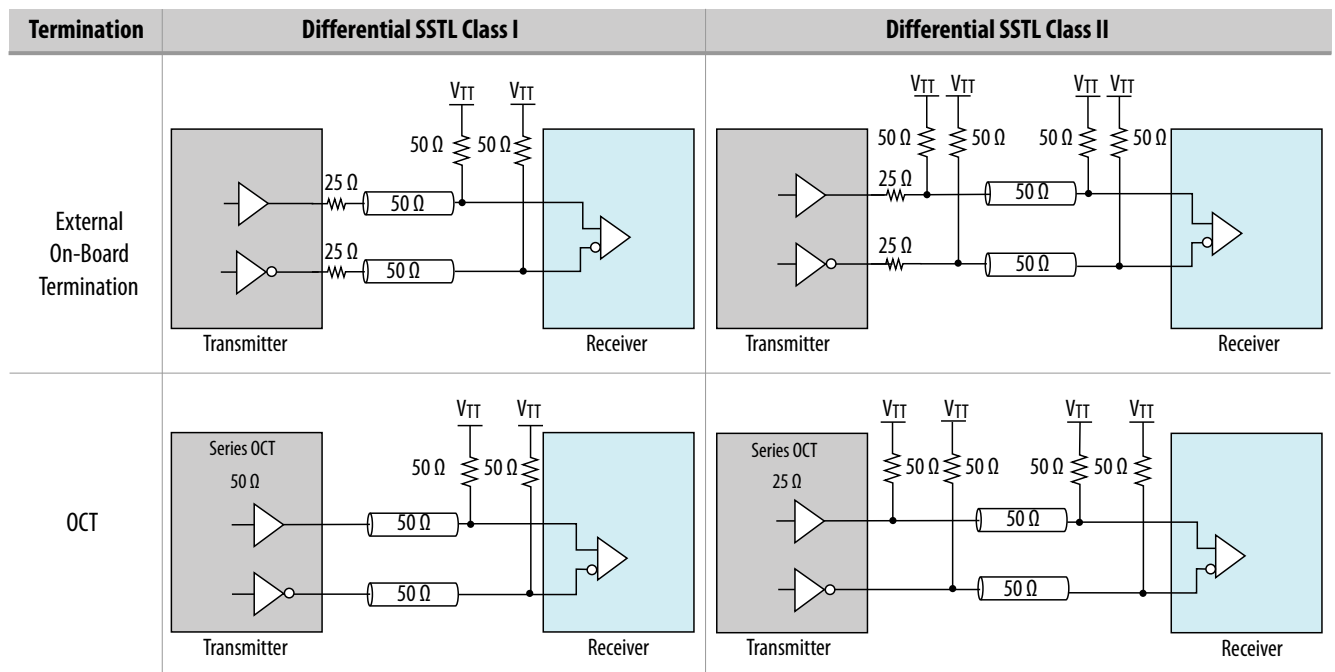 Termination
Differential SSTL Class I
Differential SSTL Class II
External
On-Board
Termination
VTT VTT
50 Ω 50 Ω
25 Ω
50 Ω
25 Ω
50 Ω
Transmitter
Receiver
VTT VTT VTT VTT
50 Ω 50 Ω 50 Ω 50 Ω
25 Ω
50 Ω
25 Ω
50 Ω
Transmitter
Receiver
OCT
VTT VTT
Series OCT
50 Ω
50 Ω 50 Ω
50 Ω
50 Ω
Transmitter
Receiver
VTT VTT VTT VTT
Series OCT
25 Ω
50 Ω 50 Ω 50 Ω 50 Ω
50 Ω
50 Ω
Transmitter
Receiver